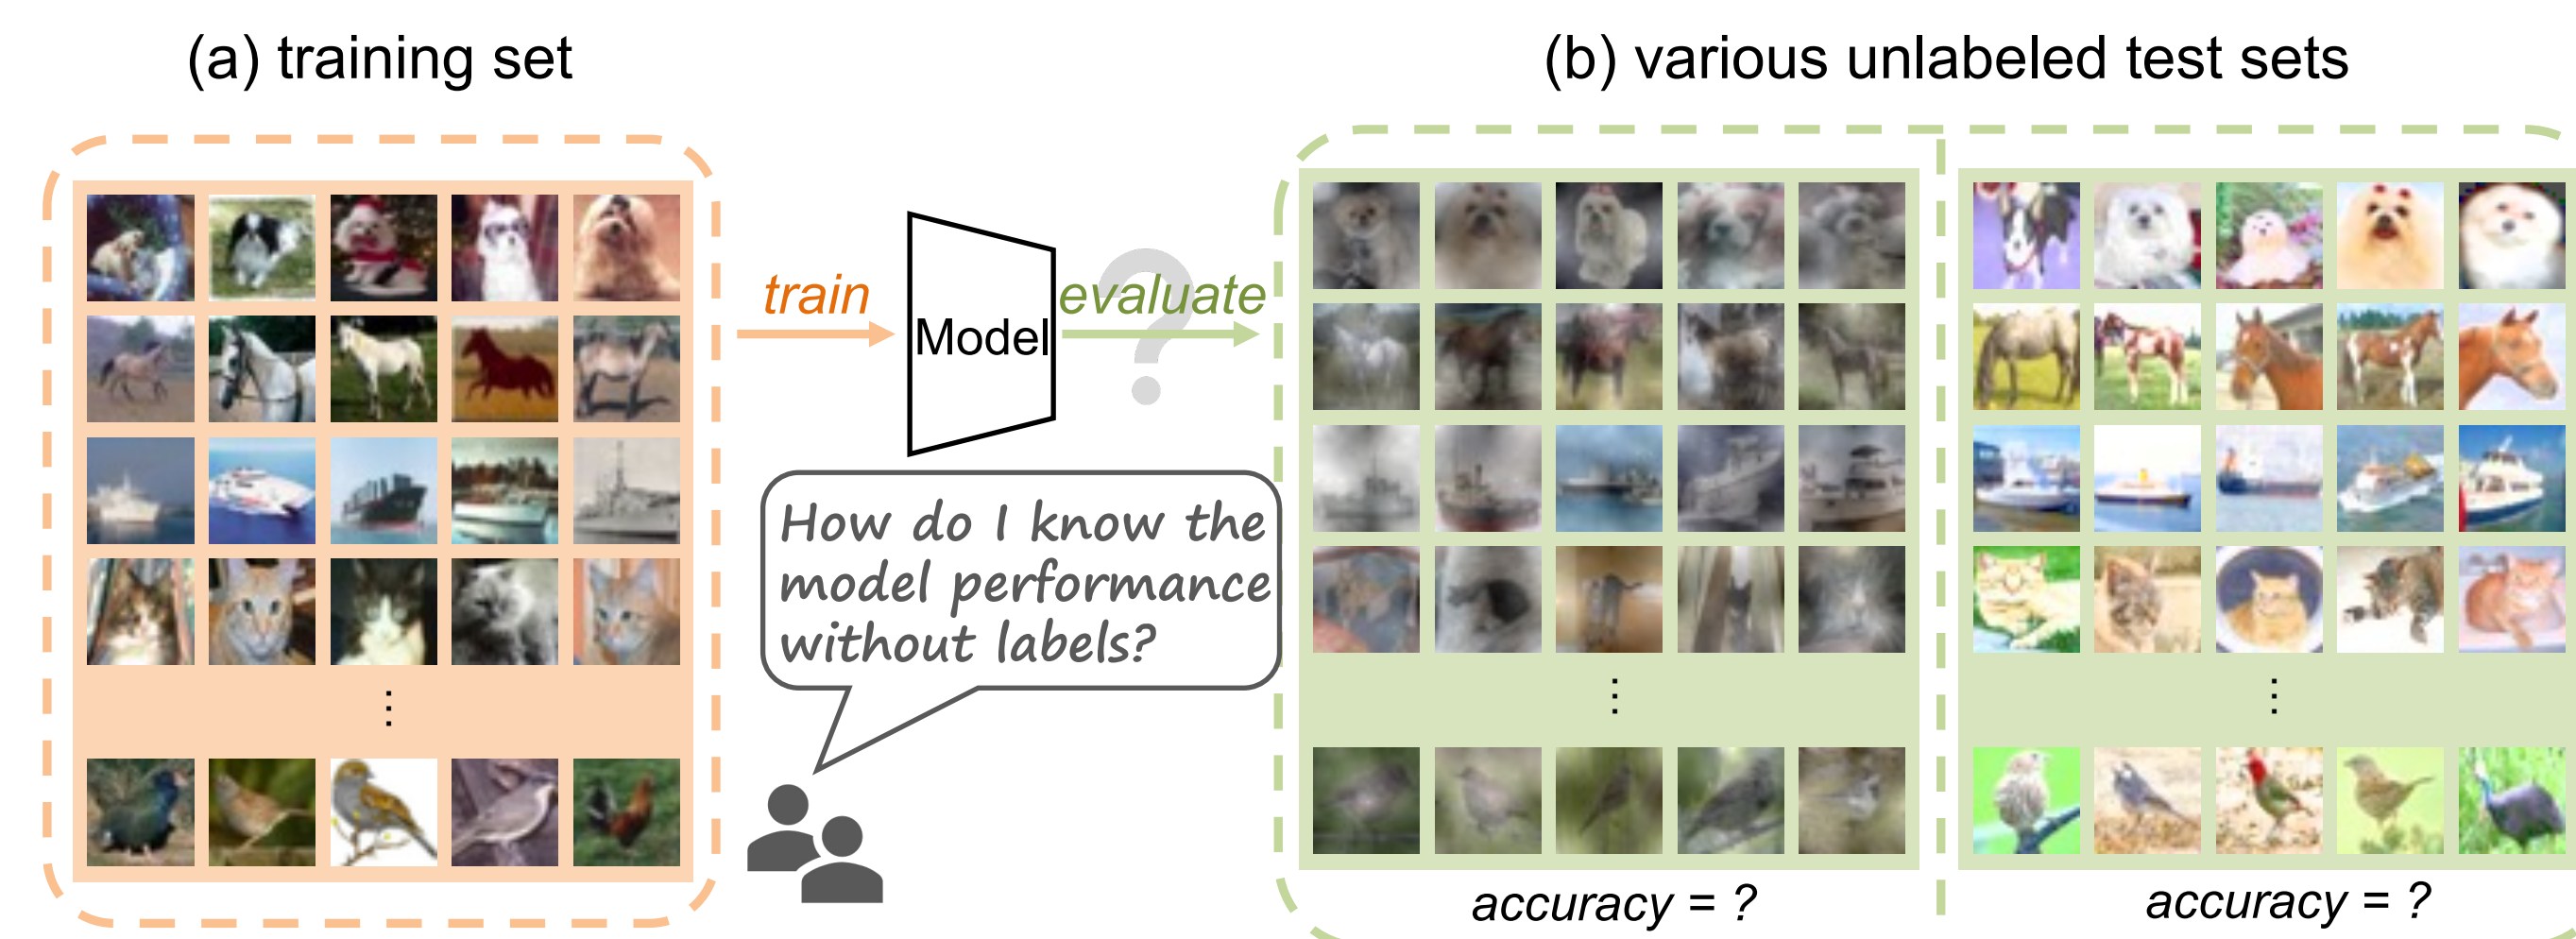 (a) training set
(b) various unlabeled test sets
train
Model
evaluate
?
How do I know the
model performance
without labels?
⋮
⋮
⋮
accuracy = ?
accuracy = ?